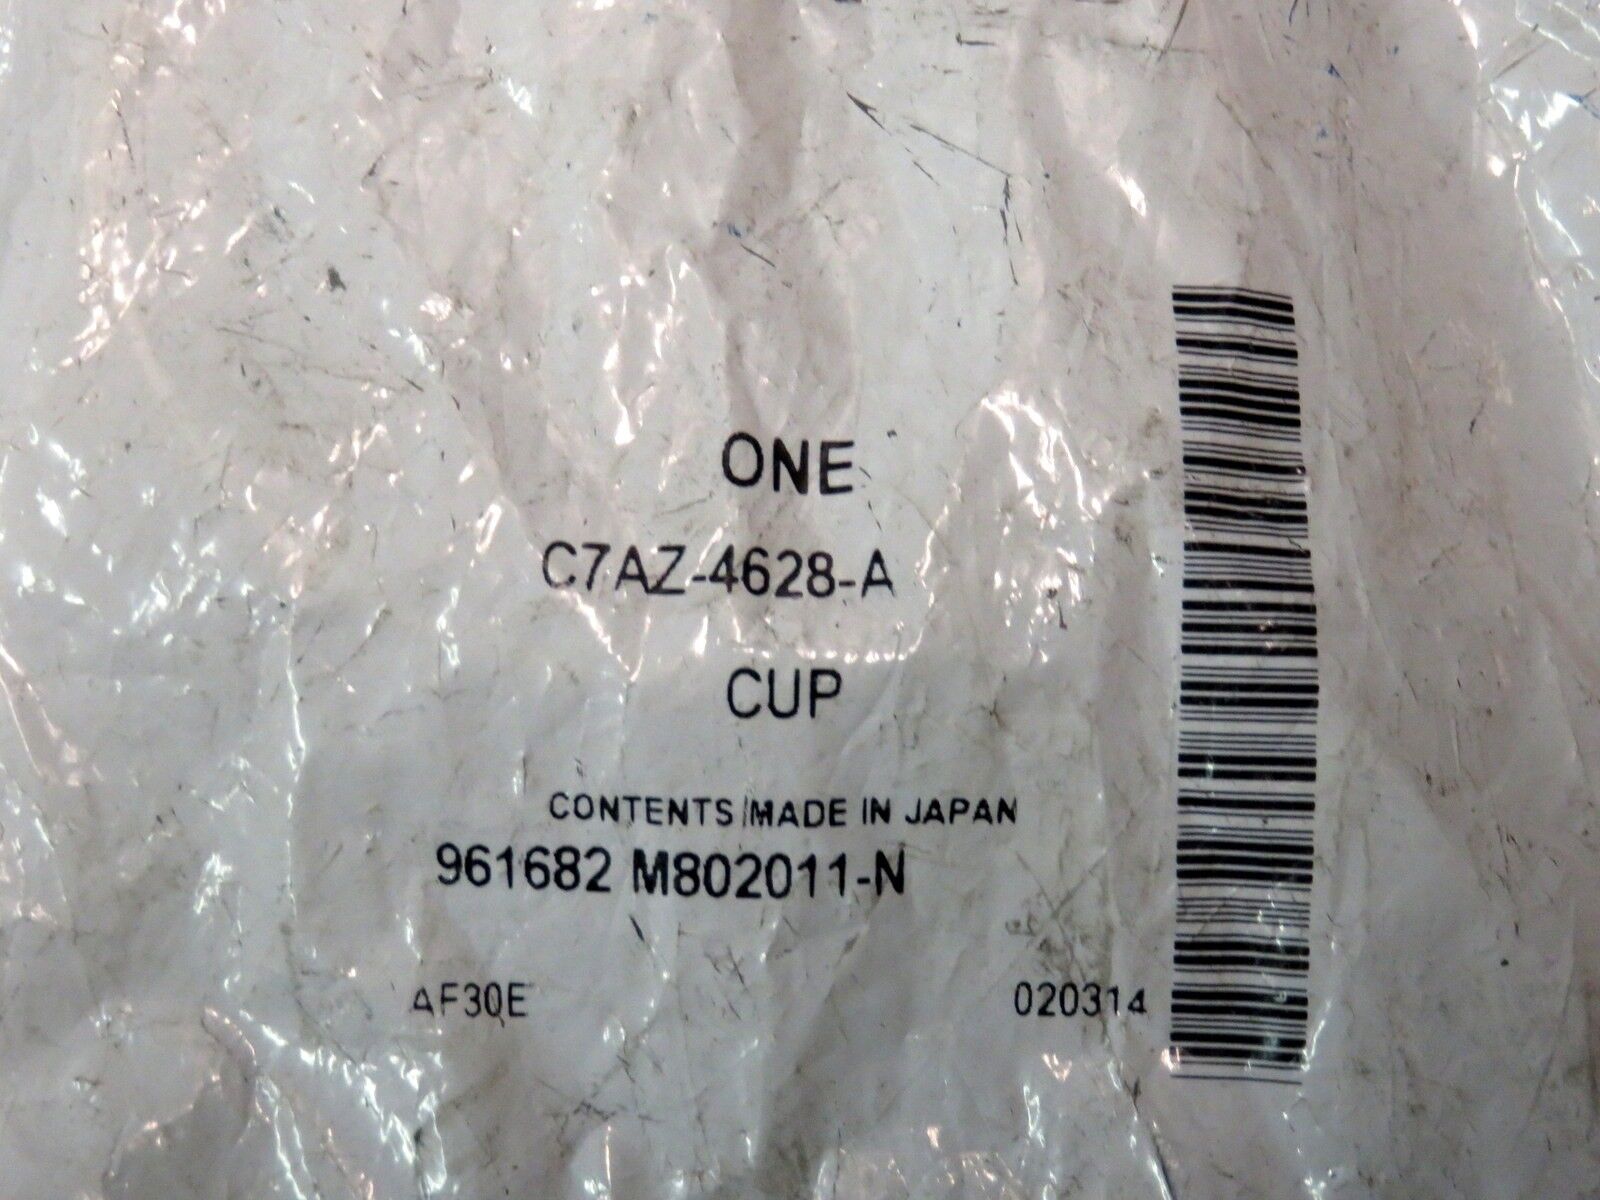 ONE
C7AZ-4628-A
CUP
CONTENTS MADE IN JAPAN
961682 M802011-N
AF30E
020314